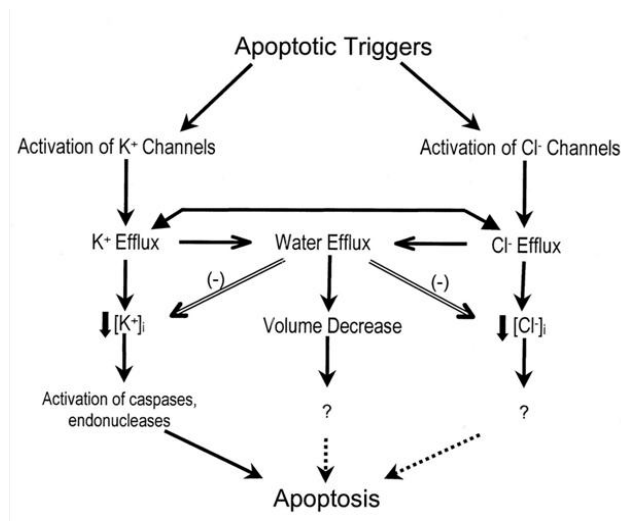 Apoptotic Triggers
Activation of K⁺ Channels
Activation of Cl⁻ Channels
K⁺ Efflux
Water Efflux
Cl⁻ Efflux
(-)
(-)
[K⁺]ᵢ
Volume Decrease
[Cl⁻]ᵢ
Activation of caspases,
endonucleases
?
?
Apoptosis